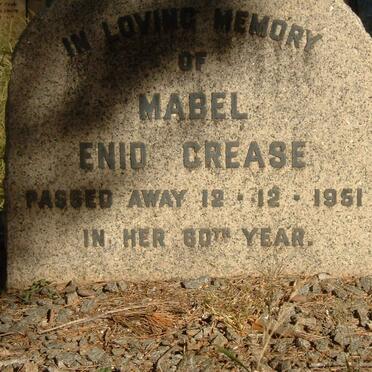 IN LOVING MEMORY
OF
MABEL
ENID CREASE
PASSED AWAY 12 · 12 · 1951
IN HER 60TH YEAR.